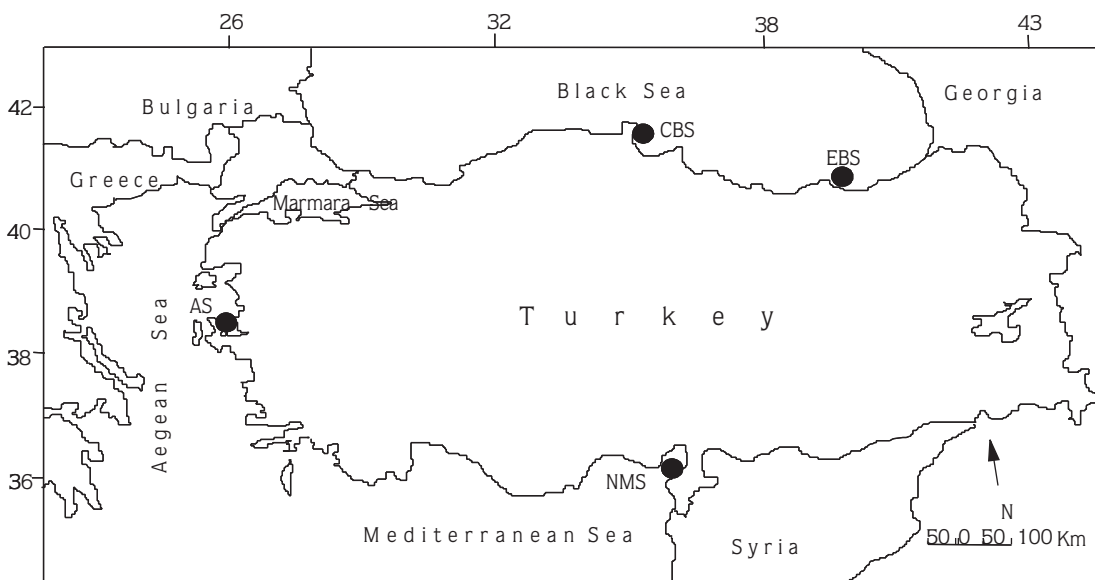 26 32 38 43
Black Sea
Georgia
Bulgaria
42
CBS
EBS
Greece
Marmara Sea
40
AS
Turkey
Aegean Sea
38
36
NMS
N
Mediterranean Sea
Syria
50 0 50 100 Km